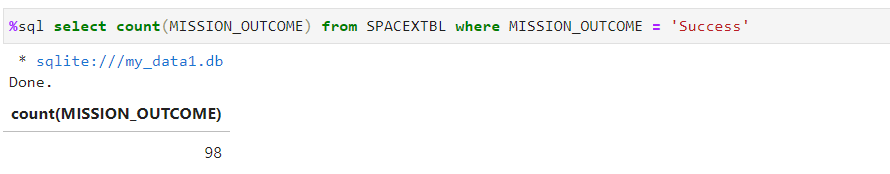 %sql select count(MISSION_OUTCOME) from SPACEXTBL where MISSION_OUTCOME = 'Success'
* sqlite:///my_data1.db
Done.
count(MISSION_OUTCOME)
98